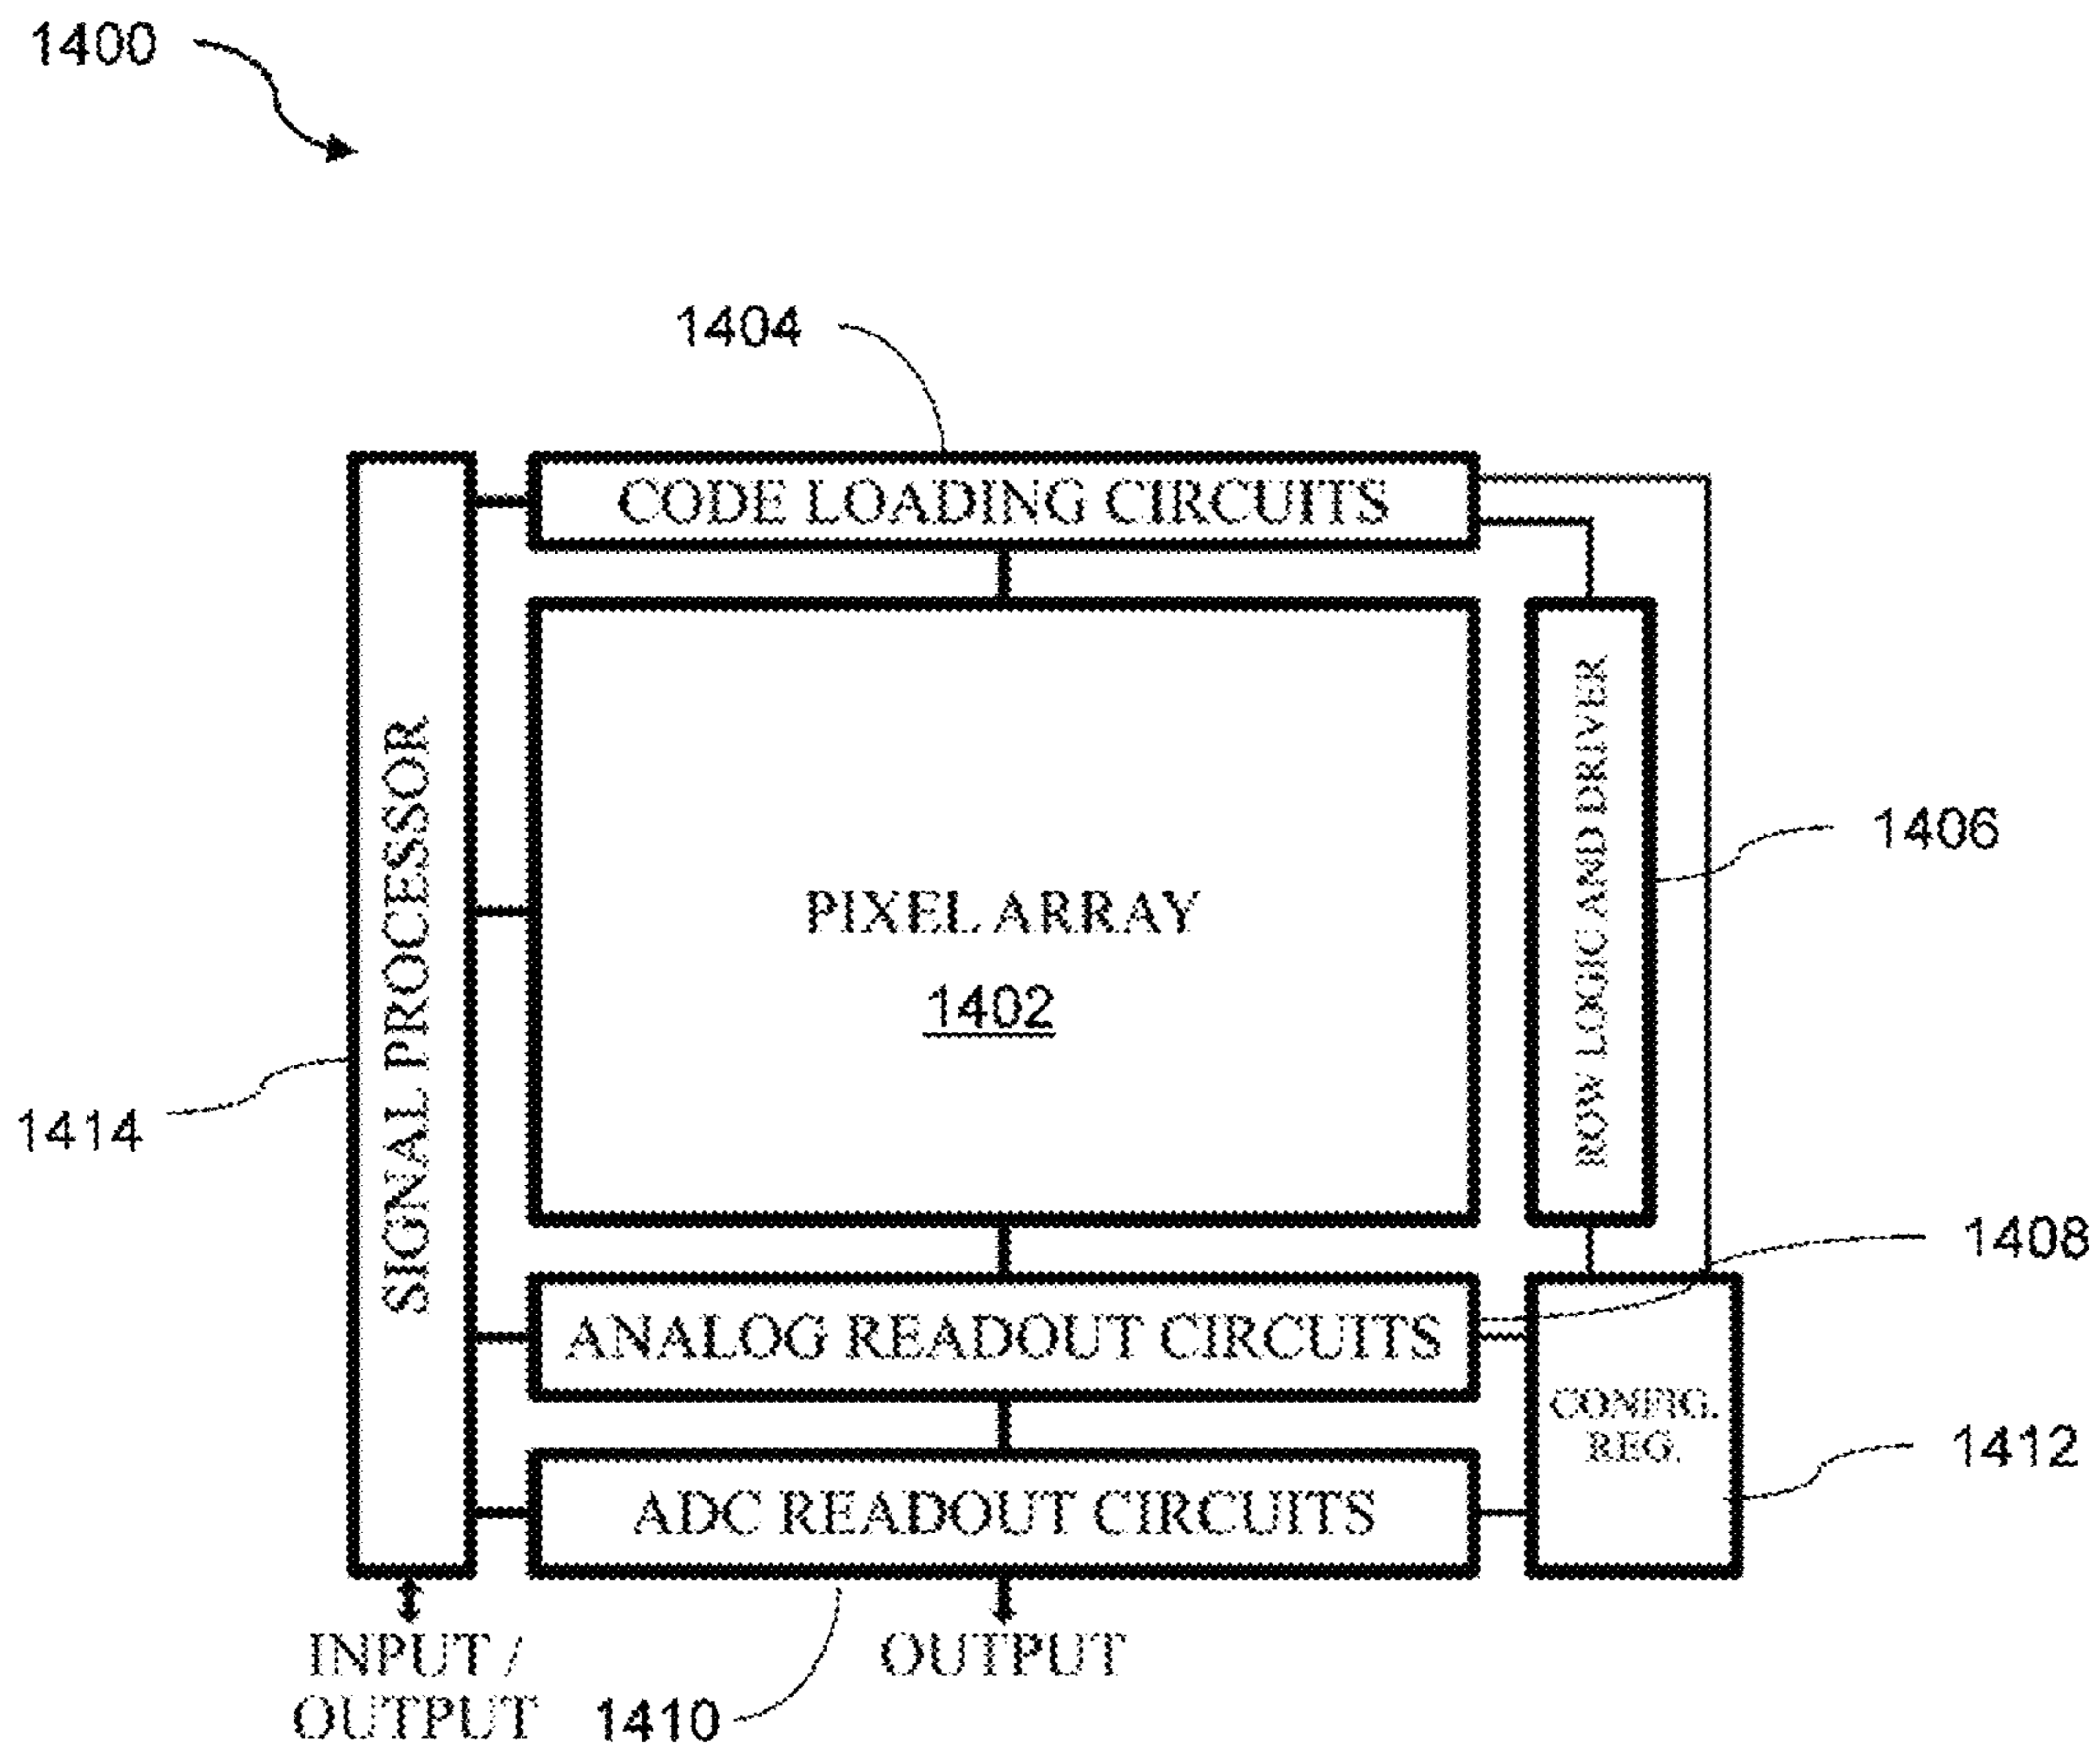 1400
1404
CODE LOADING CIRCUITS
SIGNAL PROCESSOR
PIXEL ARRAY
1402
ROW LOGIC AND DRIVER
1406
1414
1408
ANALOG READOUT CIRCUITS
CONFIG.
REG.
1412
ADC READOUT CIRCUITS
INPUT /
OUTPUT
1410
OUTPUT